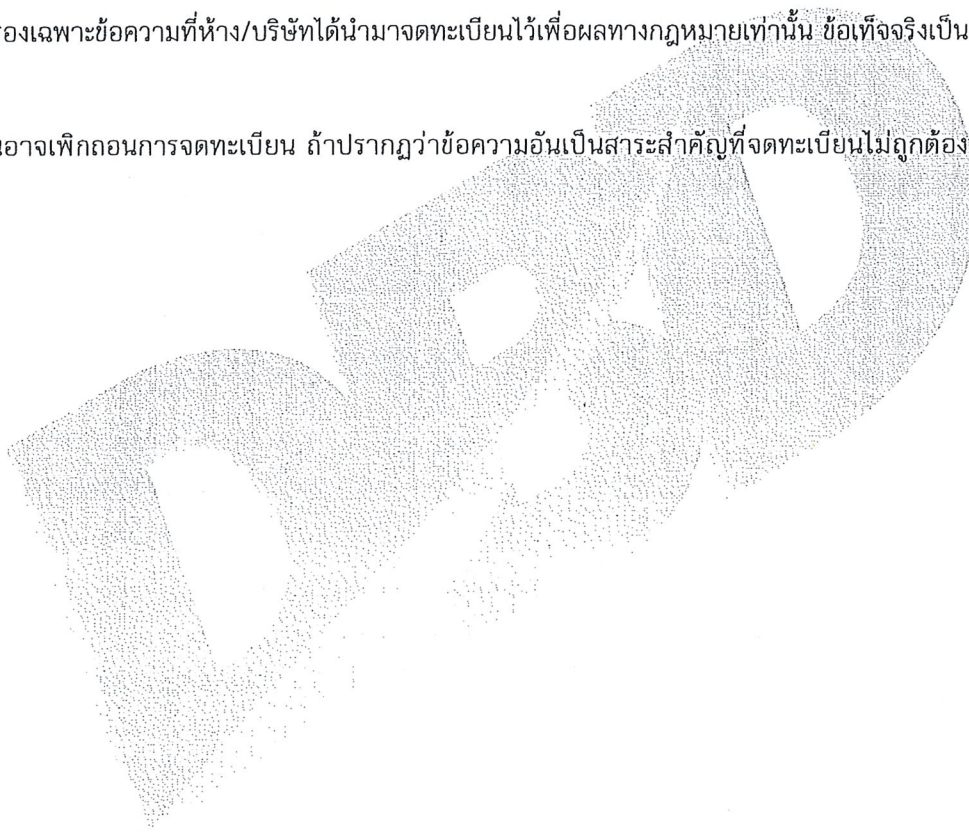 องเฉพาะข้อความที่ห้าง/บริษัทได้นำมาจดทะเบียนไว้เพื่อผลทางกฎหมายเท่านั้น ข้อเท็จจริงเป็น
อาจเพิกถอนการจดทะเบียน ถ้าปรากฏว่าข้อความอันเป็นสาระสำคัญที่จดทะเบียนไม่ถูกต้อง
DBD